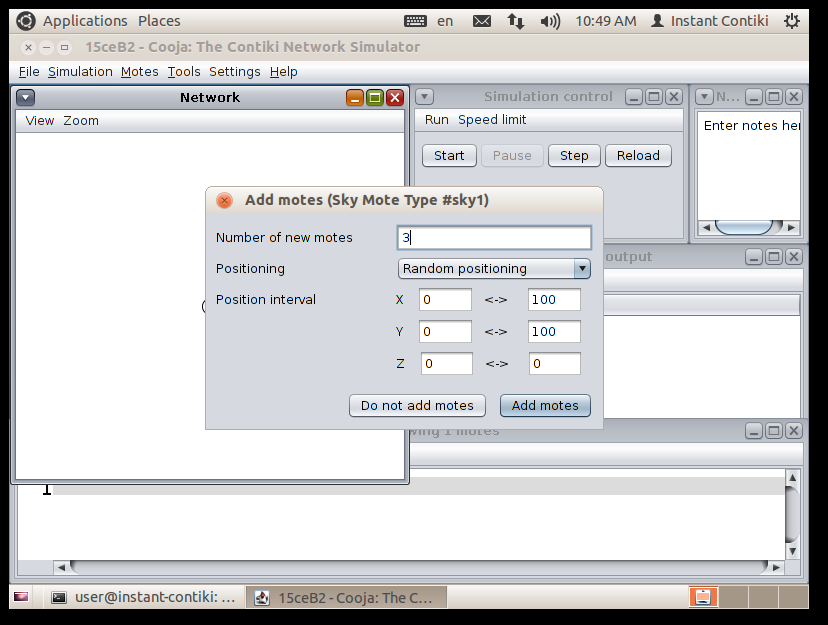 Applications Places en 10:49 AM Instant Contiki
15ceB2 - Cooja: The Contiki Network Simulator
File Simulation Motes Tools Settings Help
Network
View Zoom
Simulation control
Run Speed limit
Start Pause Step Reload
N...
Enter notes her
Add motes (Sky Mote Type #sky1)
Number of new motes 3
Positioning Random positioning
Position interval X 0 <-> 100
Y 0 <-> 100
Z 0 <-> 0
Do not add motes Add motes
output
wing 1 motes
1
user@instant-contiki: ... 15ceB2 - Cooja: The C...